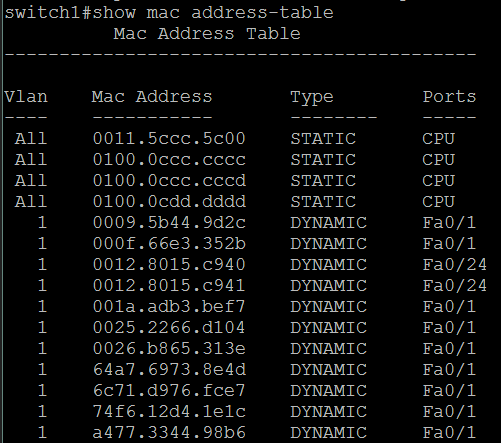 switch1#show mac address-table
Mac Address Table
-------------------------------------------
Vlan Mac Address Type Ports
---- ----------- -------- -----
All 0011.5ccc.5c00 STATIC CPU
All 0100.0ccc.cccc STATIC CPU
All 0100.0ccc.cccd STATIC CPU
All 0100.0cdd.dddd STATIC CPU
1 0009.5b44.9d2c DYNAMIC Fa0/1
1 000f.66e3.352b DYNAMIC Fa0/1
1 0012.8015.c940 DYNAMIC Fa0/24
1 0012.8015.c941 DYNAMIC Fa0/24
1 001a.adb3.bef7 DYNAMIC Fa0/1
1 0025.2266.d104 DYNAMIC Fa0/1
1 0026.b865.313e DYNAMIC Fa0/1
1 64a7.6973.8e4d DYNAMIC Fa0/1
1 6c71.d976.fce7 DYNAMIC Fa0/1
1 74f6.12d4.1e1c DYNAMIC Fa0/1
1 a477.3344.98b6 DYNAMIC Fa0/1